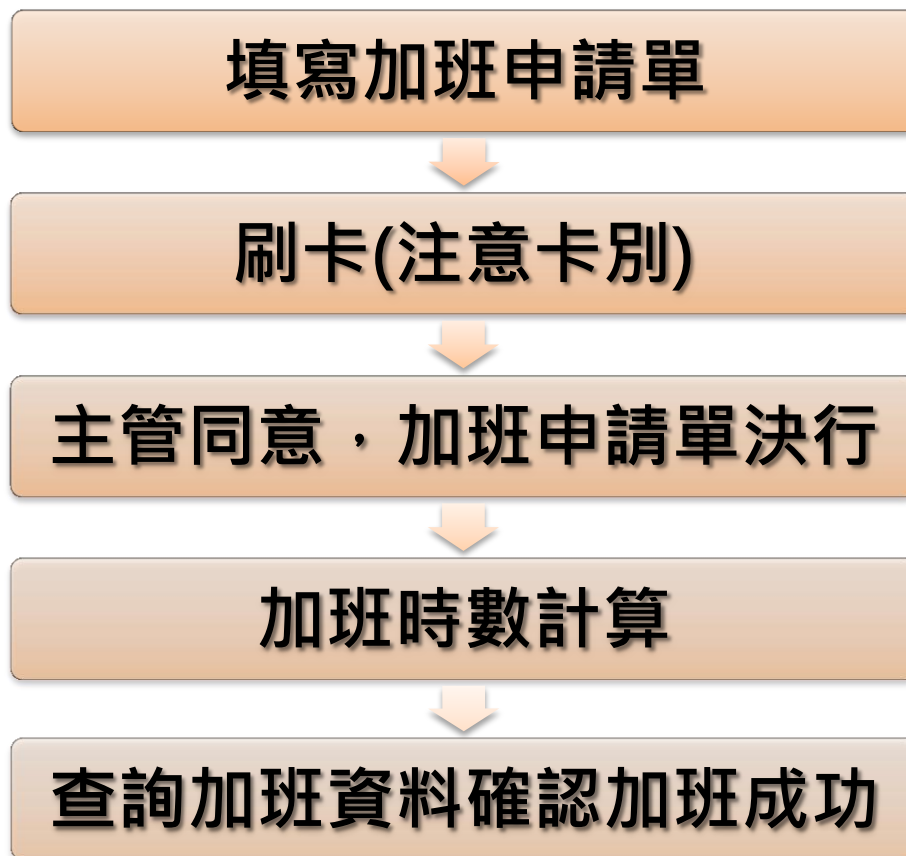 填寫加班申請單
刷卡(注意卡別)
主管同意，加班申請單決行
加班時數計算
查詢加班資料確認加班成功